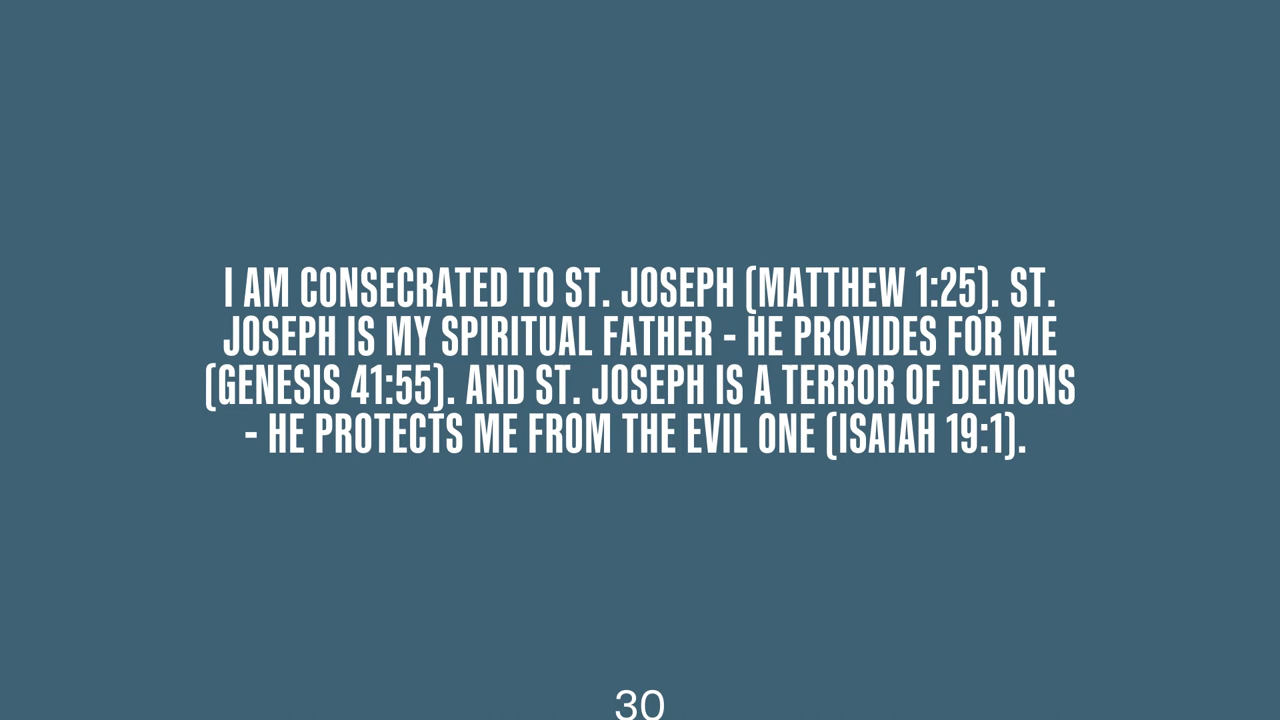 I AM CONSECRATED TO ST. JOSEPH (MATTHEW 1:25). ST.
JOSEPH IS MY SPIRITUAL FATHER - HE PROVIDES FOR ME
(GENESIS 41:55). AND ST. JOSEPH IS A TERROR OF DEMONS
- HE PROTECTS ME FROM THE EVIL ONE (ISAIAH 19:1).
30